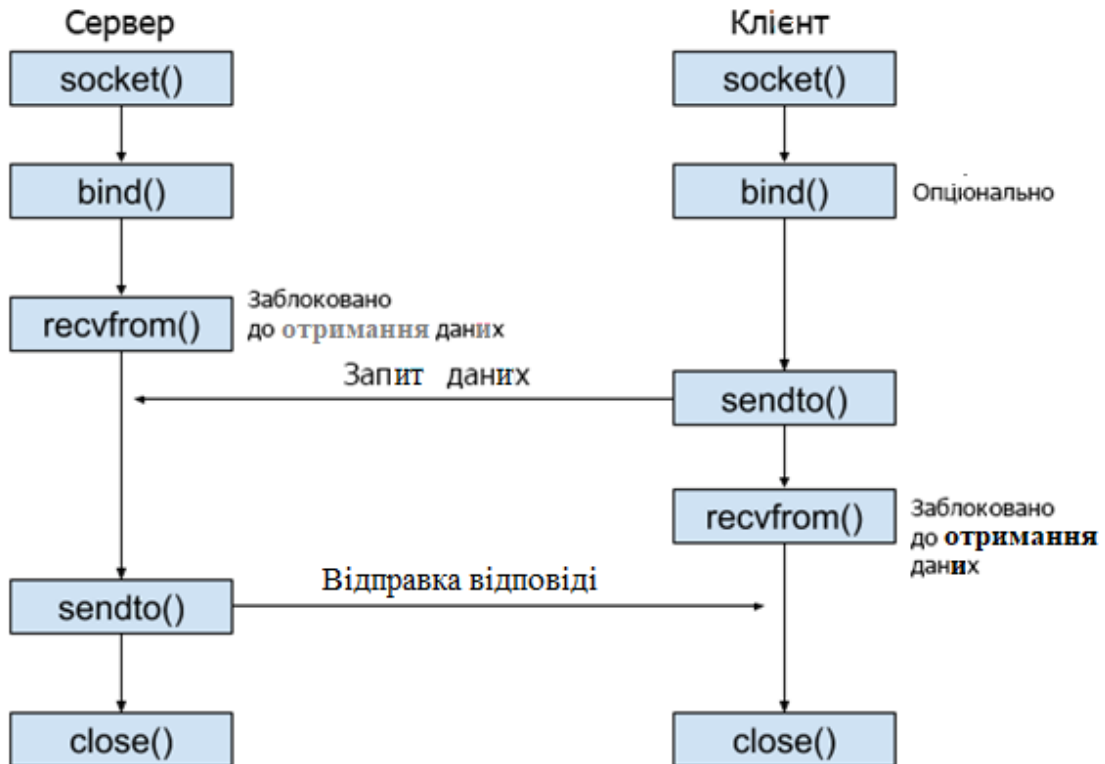 Сервер
Клієнт
socket()
socket()
bind()
bind()
Опціонально
recvfrom()
Заблоковано
до отримання даних
Запит даних
sendto()
recvfrom()
Заблоковано
до отримання
даних
sendto()
Відправка відповіді
close()
close()